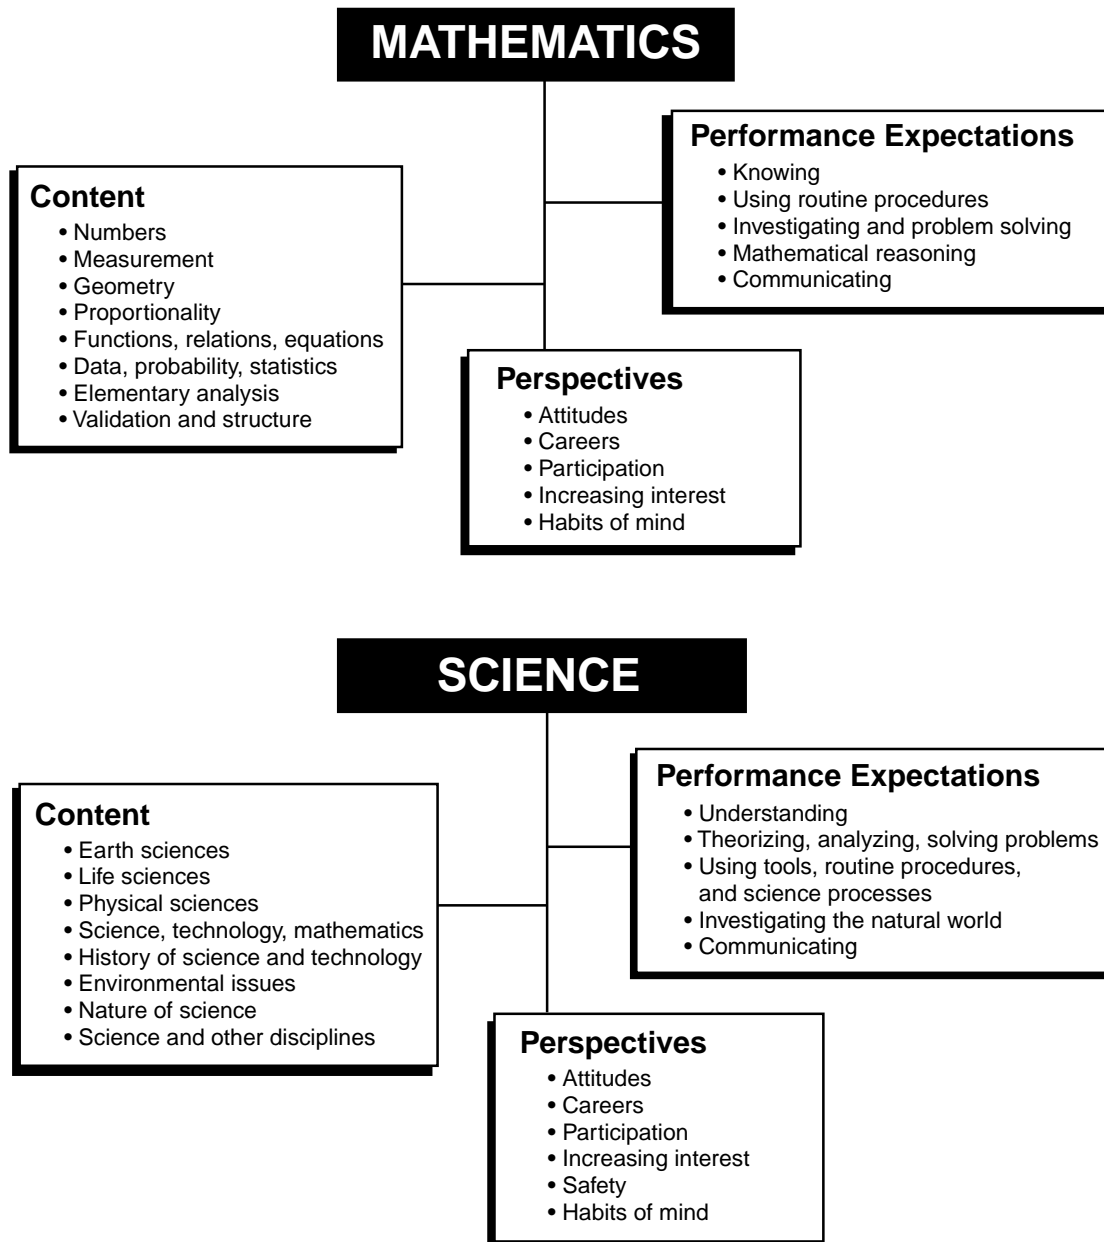 MATHEMATICS
Content
• Numbers
• Measurement
• Geometry
• Proportionality
• Functions, relations, equations
• Data, probability, statistics
• Elementary analysis
• Validation and structure
Performance Expectations
• Knowing
• Using routine procedures
• Investigating and problem solving
• Mathematical reasoning
• Communicating
Perspectives
• Attitudes
• Careers
• Participation
• Increasing interest
• Habits of mind
SCIENCE
Content
• Earth sciences
• Life sciences
• Physical sciences
• Science, technology, mathematics
• History of science and technology
• Environmental issues
• Nature of science
• Science and other disciplines
Performance Expectations
• Understanding
• Theorizing, analyzing, solving problems
• Using tools, routine procedures,
and science processes
• Investigating the natural world
• Communicating
Perspectives
• Attitudes
• Careers
• Participation
• Increasing interest
• Safety
• Habits of mind